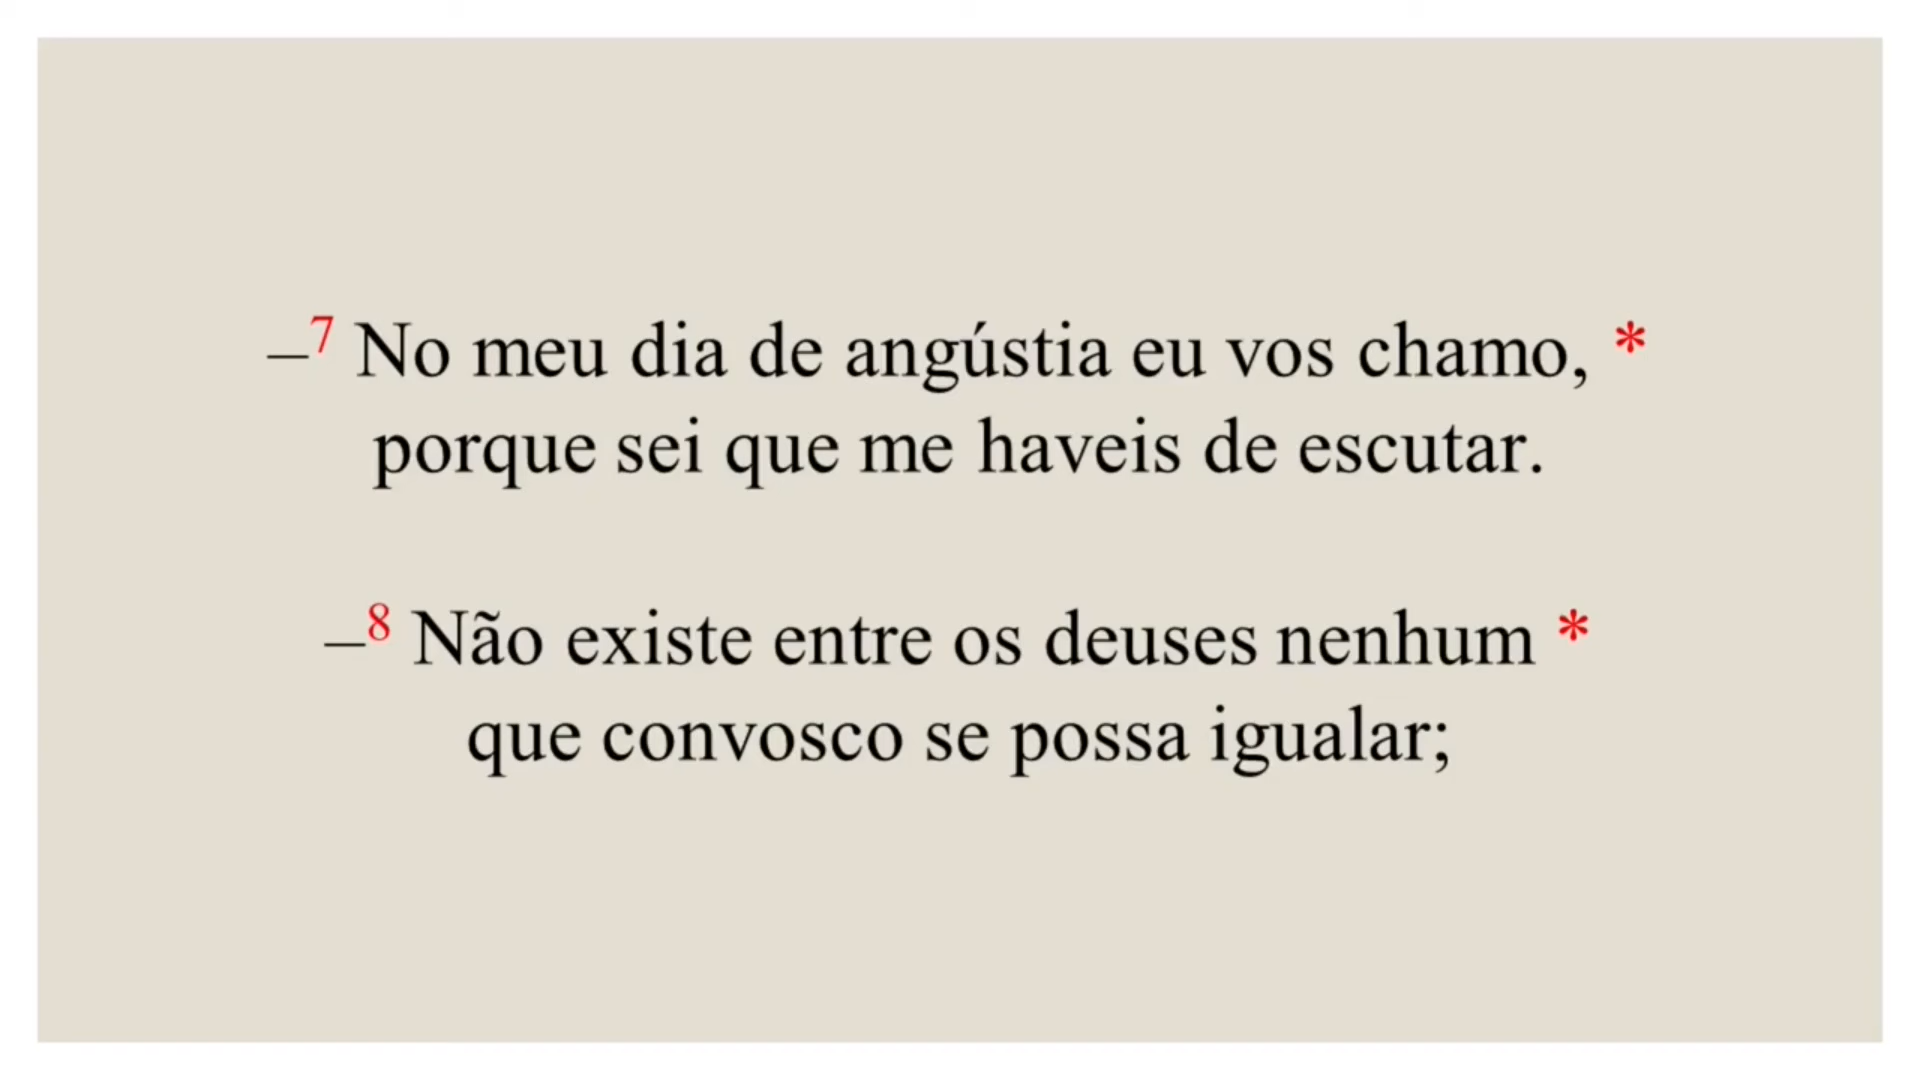 –7 No meu dia de angústia eu vos chamo, *
porque sei que me haveis de escutar.
–8 Não existe entre os deuses nenhum *
que convosco se possa igualar;